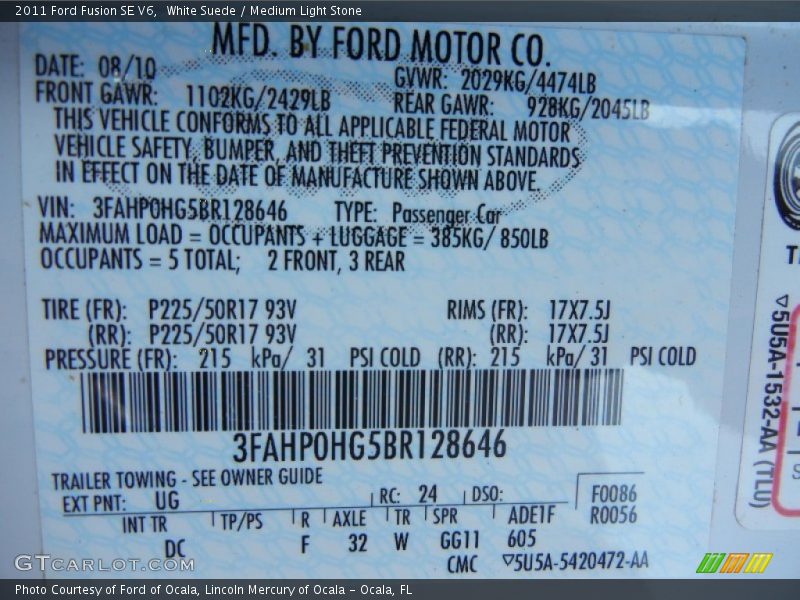 2011 Ford Fusion SE V6,  White Suede / Medium Light Stone
MFD. BY FORD MOTOR CO.
DATE: 08/10
GVWR: 2029KG/4474LB
FRONT GAWR: 1102KG/2429LB
REAR GAWR: 928KG/2045LB
THIS VEHICLE CONFORMS TO ALL APPLICABLE FEDERAL MOTOR
VEHICLE SAFETY, BUMPER, AND THEFT PREVENTION STANDARDS
IN EFFECT ON THE DATE OF MANUFACTURE SHOWN ABOVE.
VIN: 3FAHP0HG5BR128646 TYPE: Passenger Car
MAXIMUM LOAD = OCCUPANTS + LUGGAGE = 385KG/ 850LB
OCCUPANTS = 5 TOTAL; 2 FRONT, 3 REAR
TIRE (FR): P225/50R17 93V RIMS (FR): 17X7.5J
(RR): P225/50R17 93V (RR): 17X7.5J
PRESSURE (FR): 215 kPa/ 31 PSI COLD (RR): 215 kPa/ 31 PSI COLD
3FAHP0HG5BR128646
TRAILER TOWING - SEE OWNER GUIDE
EXT PNT: UG RC: 24 DSO: F0086
INT TR TP/PS R AXLE TR SPR ADE1F R0056
DC F 32 W GG11 605
CMC ▽5U5A-5420472-AA
▽5U5A-1532-AA (TLU)
GTCARLOT.COM
Photo Courtesy of Ford of Ocala, Lincoln Mercury of Ocala – Ocala, FL